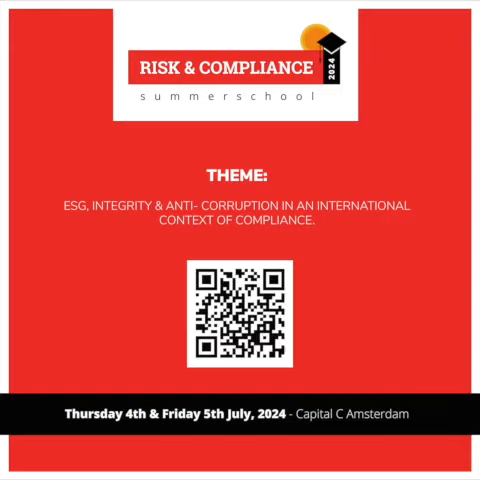 RISK & COMPLIANCE
2024
summerschool
THEME:
ESG, INTEGRITY & ANTI- CORRUPTION IN AN INTERNATIONAL
CONTEXT OF COMPLIANCE.
Thursday 4th & Friday 5th July, 2024 - Capital C Amsterdam